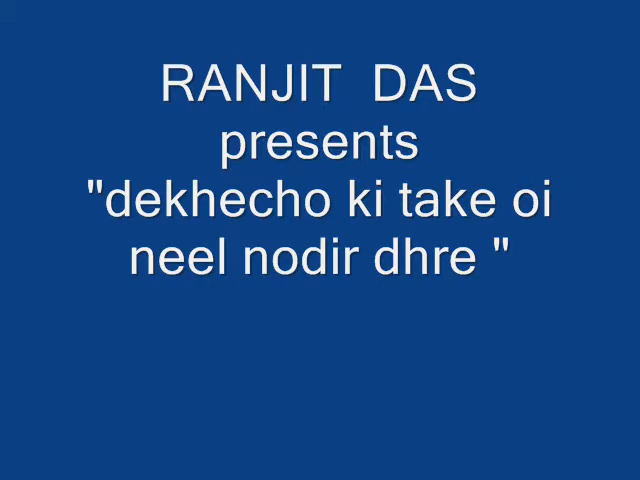 RANJIT  DAS
presents
"dekhecho ki take oi
neel nodir dhre "